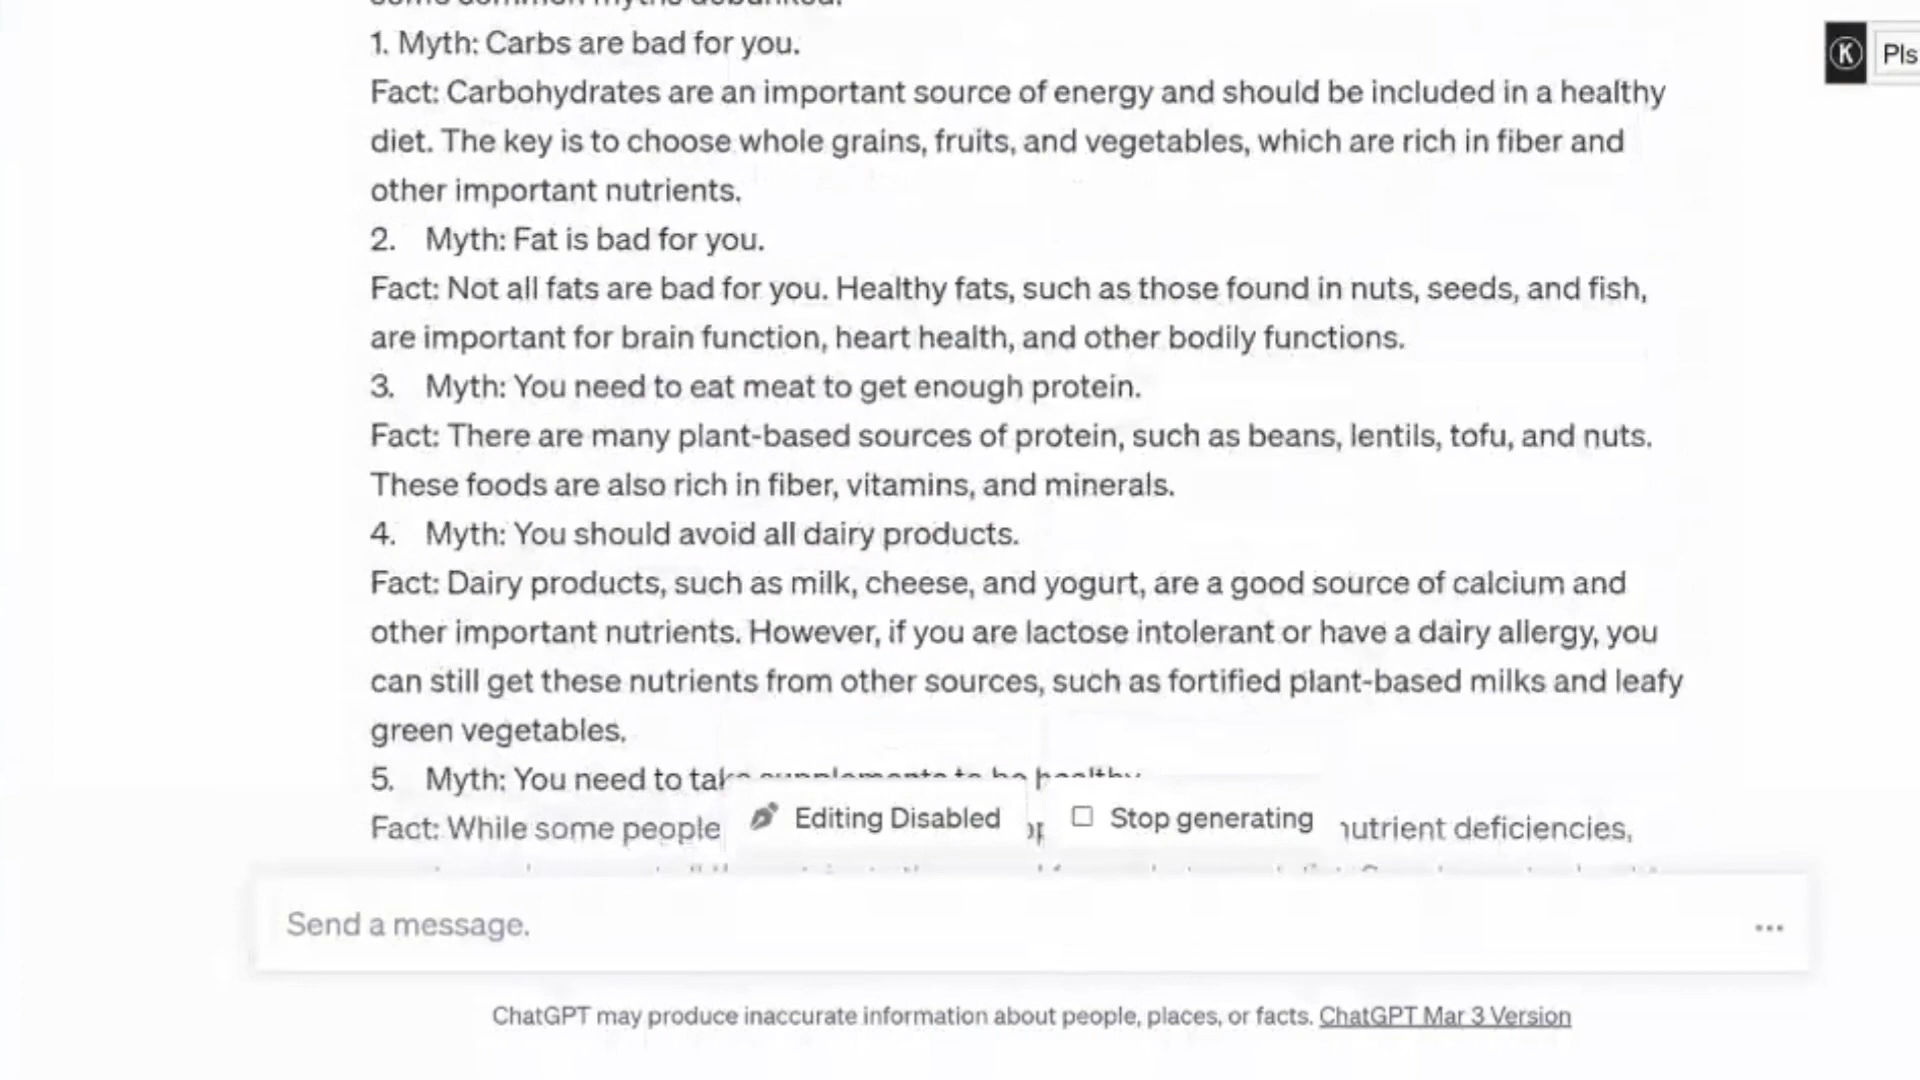 some common myths debunked:
1. Myth: Carbs are bad for you.
Fact: Carbohydrates are an important source of energy and should be included in a healthy
diet. The key is to choose whole grains, fruits, and vegetables, which are rich in fiber and
other important nutrients.
2. Myth: Fat is bad for you.
Fact: Not all fats are bad for you. Healthy fats, such as those found in nuts, seeds, and fish,
are important for brain function, heart health, and other bodily functions.
3. Myth: You need to eat meat to get enough protein.
Fact: There are many plant-based sources of protein, such as beans, lentils, tofu, and nuts.
These foods are also rich in fiber, vitamins, and minerals.
4. Myth: You should avoid all dairy products.
Fact: Dairy products, such as milk, cheese, and yogurt, are a good source of calcium and
other important nutrients. However, if you are lactose intolerant or have a dairy allergy, you
can still get these nutrients from other sources, such as fortified plant-based milks and leafy
green vegetables.
5. Myth: You need to take supplements to be healthy.
Fact: While some people nutrient deficiencies,
Editing Disabled
Stop generating
Send a message.
ChatGPT may produce inaccurate information about people, places, or facts. ChatGPT Mar 3 Version
K Pls